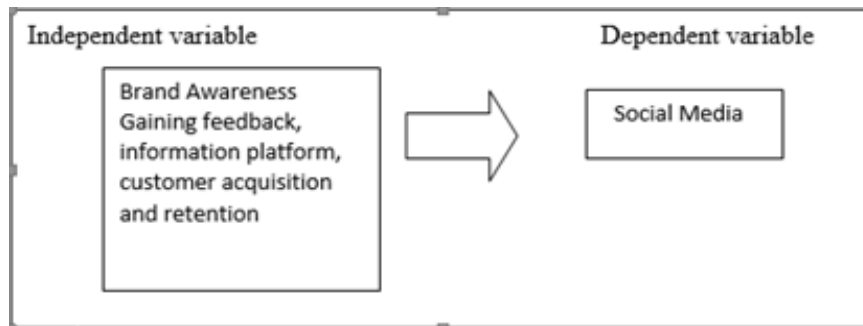 Independent variable
Dependent variable
Brand Awareness
Gaining feedback,
information platform,
customer acquisition
and retention
Social Media